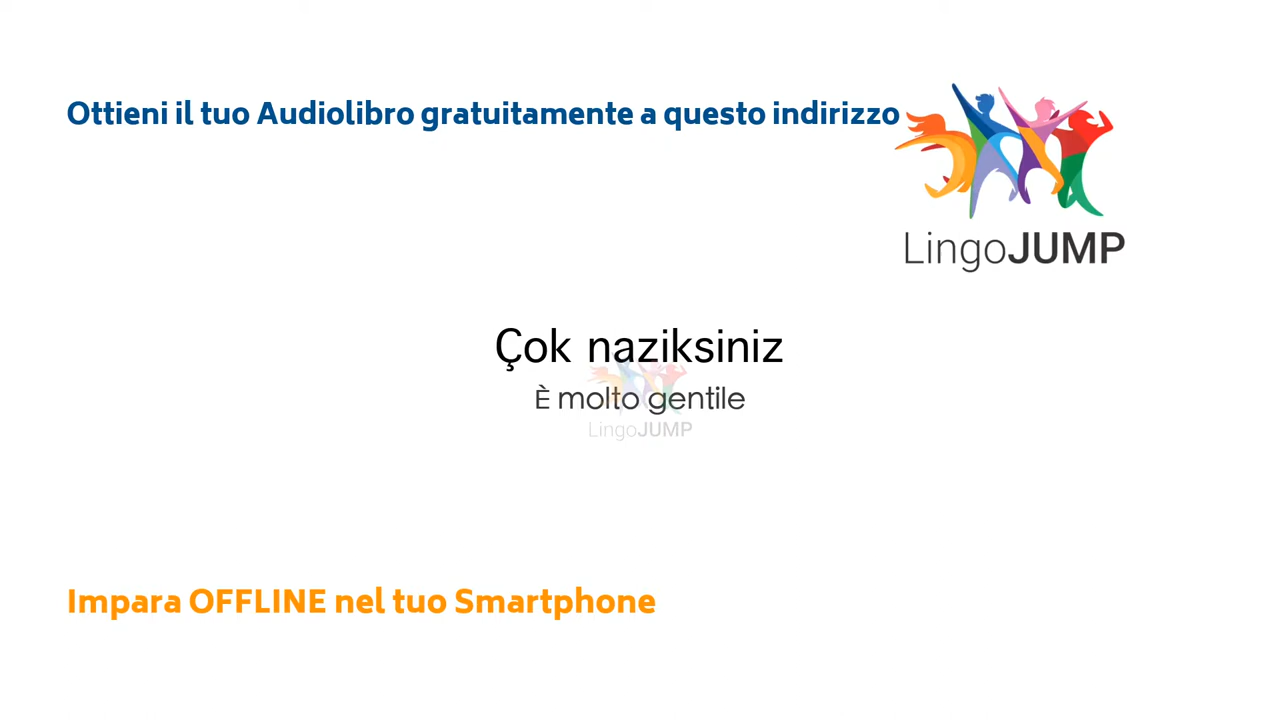 Ottieni il tuo Audiolibro gratuitamente a questo indirizzo
LingoJUMP
Çok naziksiniz
È molto gentile
LingoJUMP
Impara OFFLINE nel tuo Smartphone